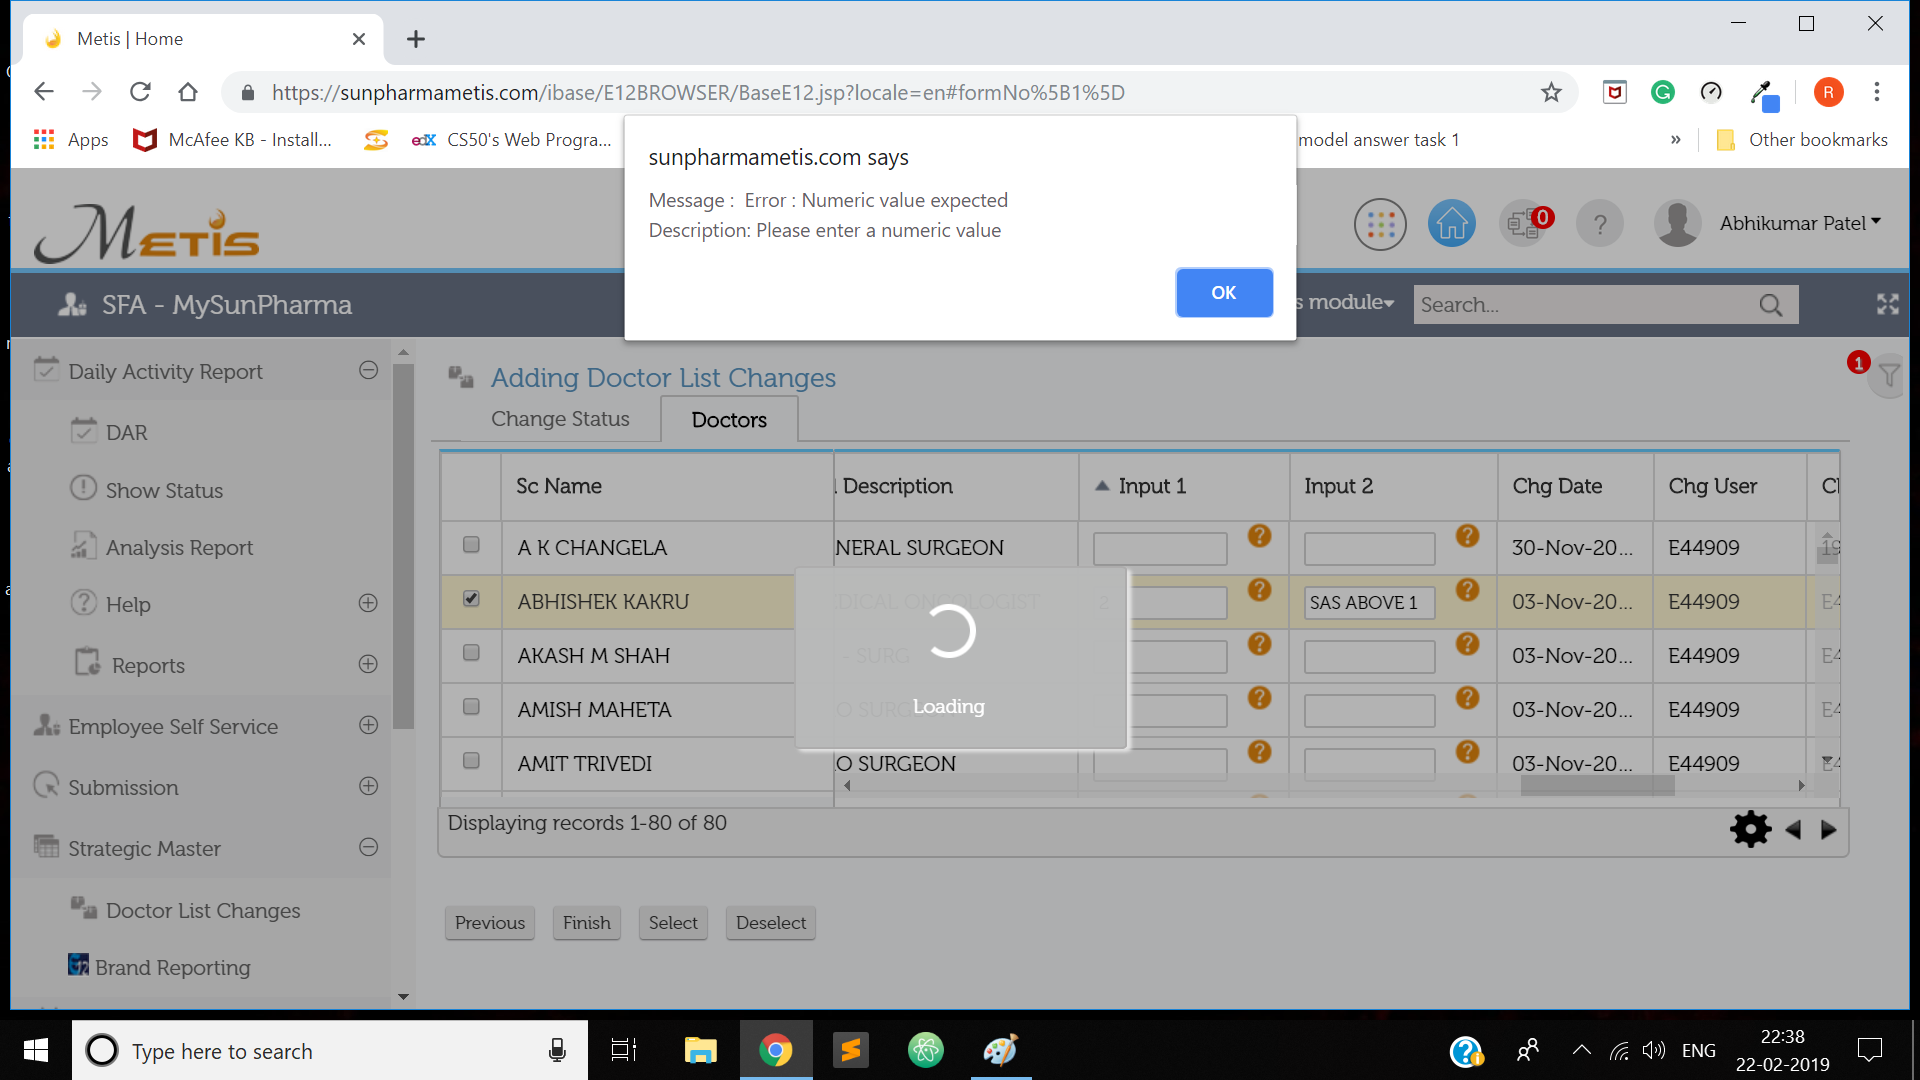 Metis | Home
https://sunpharmametis.com/ibase/E12BROWSER/BaseE12.jsp?locale=en#formNo%5B1%5D
R
Apps
McAfee KB - Install...
edX CS50's Web Progra...
model answer task 1
»
Other bookmarks
sunpharmametis.com says
Message : Error : Numeric value expected
Description: Please enter a numeric value
OK
METIS
0
?
Abhikumar Patel
SFA - MySunPharma
s module
Search...
Daily Activity Report
DAR
Show Status
Analysis Report
Help
Reports
Employee Self Service
Submission
Strategic Master
Doctor List Changes
Brand Reporting
1
Adding Doctor List Changes
Change Status
Doctors
Sc Name Description Input 1 Input 2 Chg Date Chg User
A K CHANGELA NERAL SURGEON ? ? 30-Nov-20... E44909 19
ABHISHEK KAKRU DICAL ONCOLOGIST 2 ? SAS ABOVE 1 ? 03-Nov-20... E44909 E4
AKASH M SHAH - SURG ? ? 03-Nov-20... E44909 E4
AMISH MAHETA O SURG ? ? 03-Nov-20... E44909 E4
AMIT TRIVEDI O SURGEON ? ? 03-Nov-20... E44909 E4
Loading
Displaying records 1-80 of 80
Previous Finish Select Deselect
Type here to search
ENG
22:38
22-02-2019